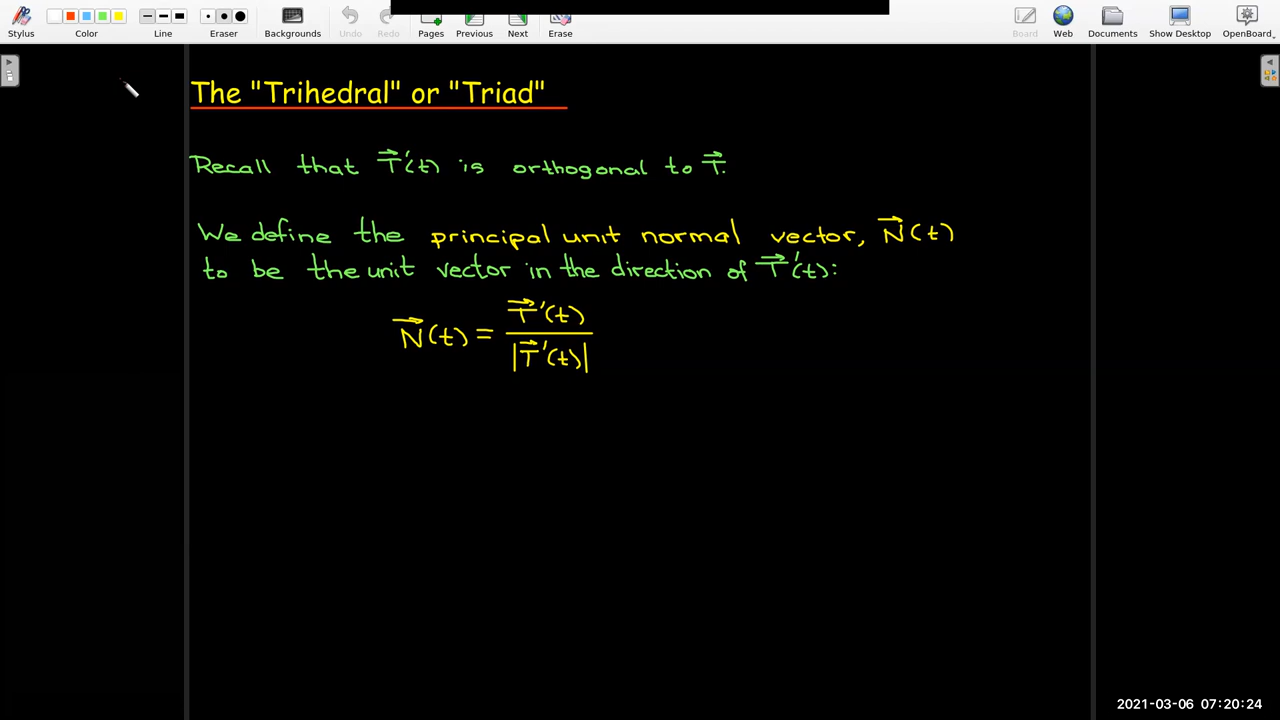 Stylus Color Line Eraser Backgrounds Undo Redo Pages Previous Next Erase Board Web Documents Show Desktop OpenBoard
The "Trihedral" or "Triad"
Recall that T⃗'(t) is orthogonal to T⃗.
We define the principal unit normal vector, N⃗(t)
to be the unit vector in the direction of T⃗'(t):
N⃗(t) = T⃗'(t) / |T⃗'(t)|
2021-03-06 07:20:24